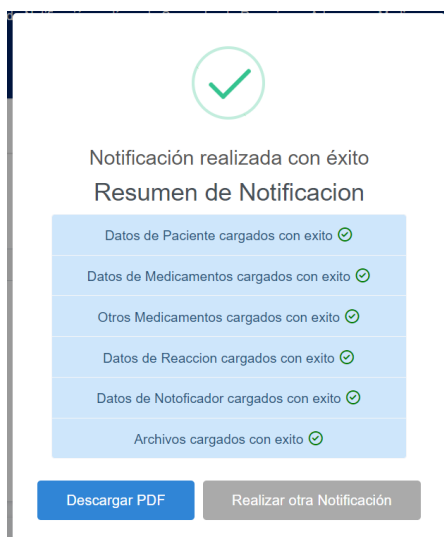 Notificación realizada con éxito
Resumen de Notificacion
Datos de Paciente cargados con exito
Datos de Medicamentos cargados con exito
Otros Medicamentos cargados con exito
Datos de Reaccion cargados con exito
Datos de Notoficador cargados con exito
Archivos cargados con exito
Descargar PDF
Realizar otra Notificación